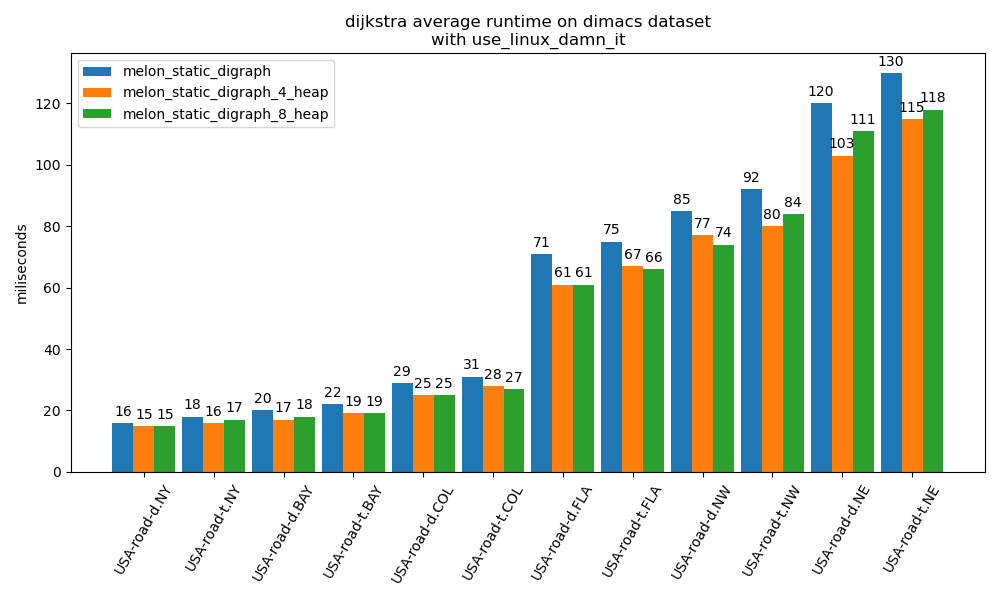 dijkstra average runtime on dimacs dataset
with use_linux_damn_it
melon_static_digraph
melon_static_digraph_4_heap
melon_static_digraph_8_heap
miliseconds
120
100
80
60
40
20
0
16 15 15
18 16 17
20 17 18
22 19 19
29 25 25
31 28 27
71 61 61
75 67 66
85 77 74
92 80 84
120 103 111
130 115 118
USA-road-d.NY
USA-road-t.NY
USA-road-d.BAY
USA-road-t.BAY
USA-road-d.COL
USA-road-t.COL
USA-road-d.FLA
USA-road-t.FLA
USA-road-d.NW
USA-road-t.NW
USA-road-d.NE
USA-road-t.NE